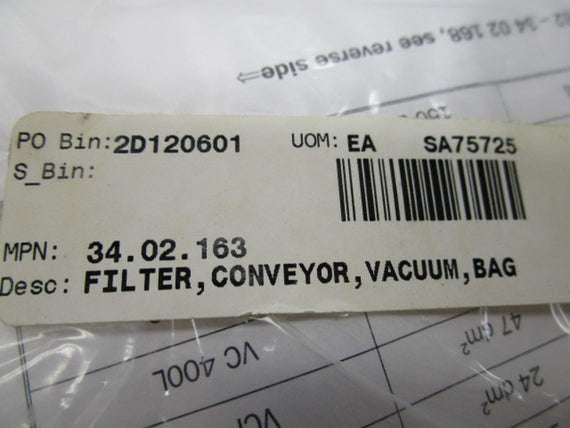 02 - 34 02 168, see reverse side⇒
PO Bin:2D120601 UOM: EA SA75725
S_Bin:
MPN: 34.02.163
Desc: FILTER,CONVEYOR,VACUUM,BAG
47 dm²
VC 400L
24 dm²